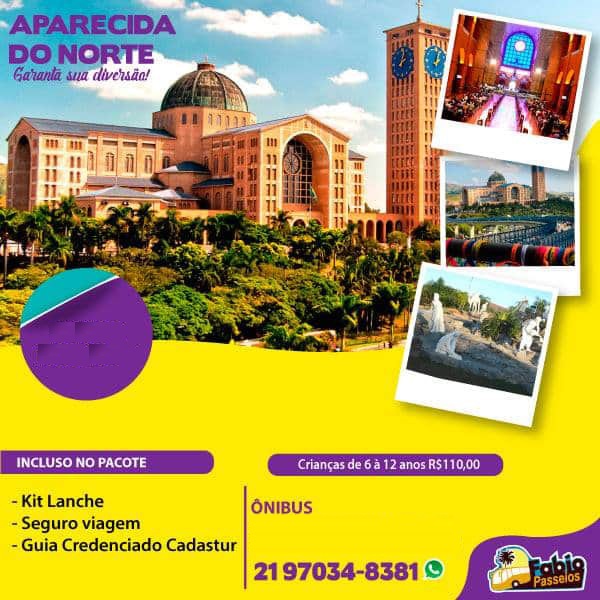 APARECIDA
DO NORTE
Garanta sua diversão!
INCLUSO NO PACOTE
- Kit Lanche
- Seguro viagem
- Guia Credenciado Cadastur
Crianças de 6 à 12 anos R$110,00
ÔNIBUS
21 97034-8381
Fabio
Passeios